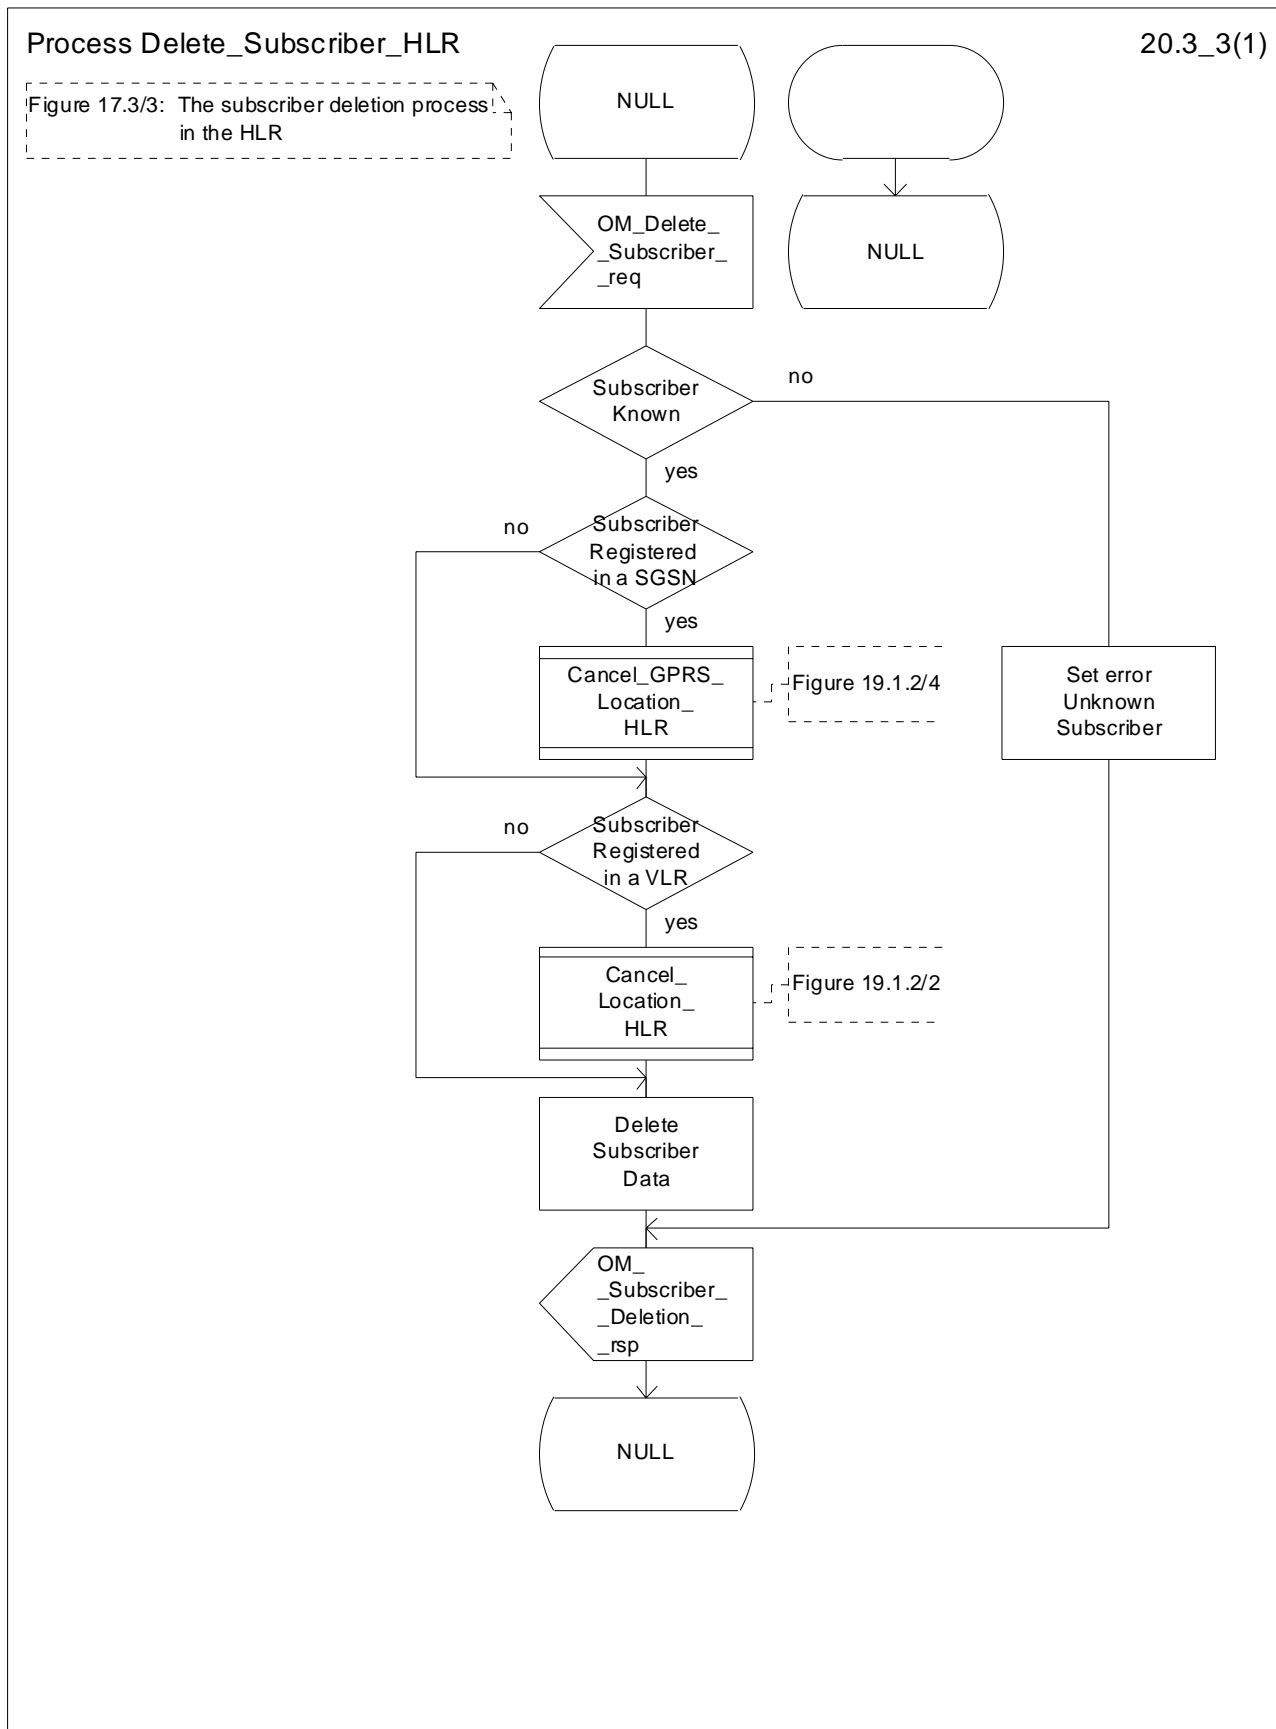 Process Delete_Subscriber_HLR
20.3_3(1)
Figure 17.3/3: The subscriber deletion process
in the HLR
NULL
OM_Delete_
_Subscriber_
_req
NULL
Subscriber
Known
no
yes
Subscriber
Registered
in a SGSN
no
yes
Cancel_GPRS_
Location_
HLR
Figure 19.1.2/4
Set error
Unknown
Subscriber
Subscriber
Registered
in a VLR
no
yes
Cancel_
Location_
HLR
Figure 19.1.2/2
Delete
Subscriber
Data
OM_
_Subscriber_
_Deletion_
_rsp
NULL